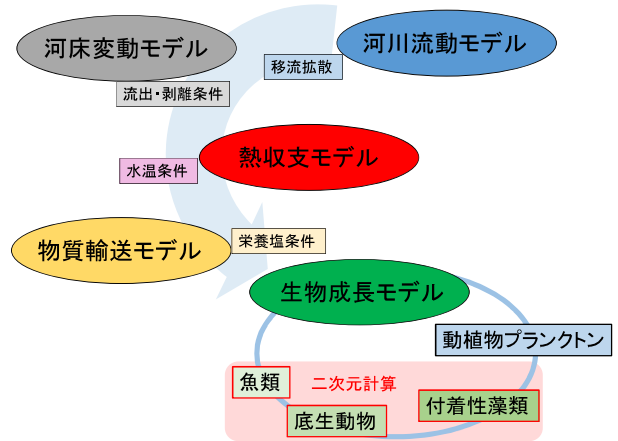 河床変動モデル
河川流動モデル
移流拡散
流出・剥離条件
熱収支モデル
水温条件
物質輸送モデル
栄養塩条件
生物成長モデル
動植物プランクトン
魚類
二次元計算
付着性藻類
底生動物